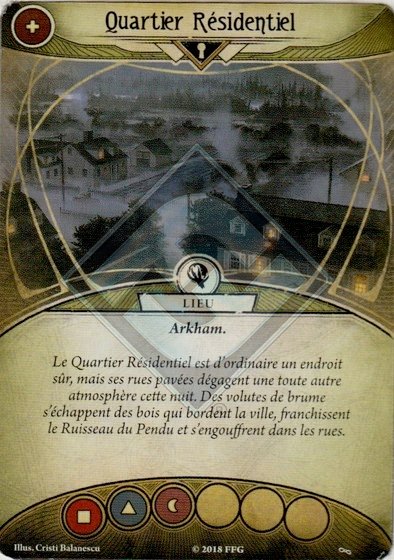 Quartier Résidentiel
LIEU
Arkham.
Le Quartier Résidentiel est d'ordinaire un endroit
sûr, mais ses rues pavées dégagent une toute autre
atmosphère cette nuit. Des volutes de brume
s'échappent des bois qui bordent la ville, franchissent
le Ruisseau du Pendu et s'engouffrent dans les rues.
Illus. Cristi Balanescu
© 2018 FFG